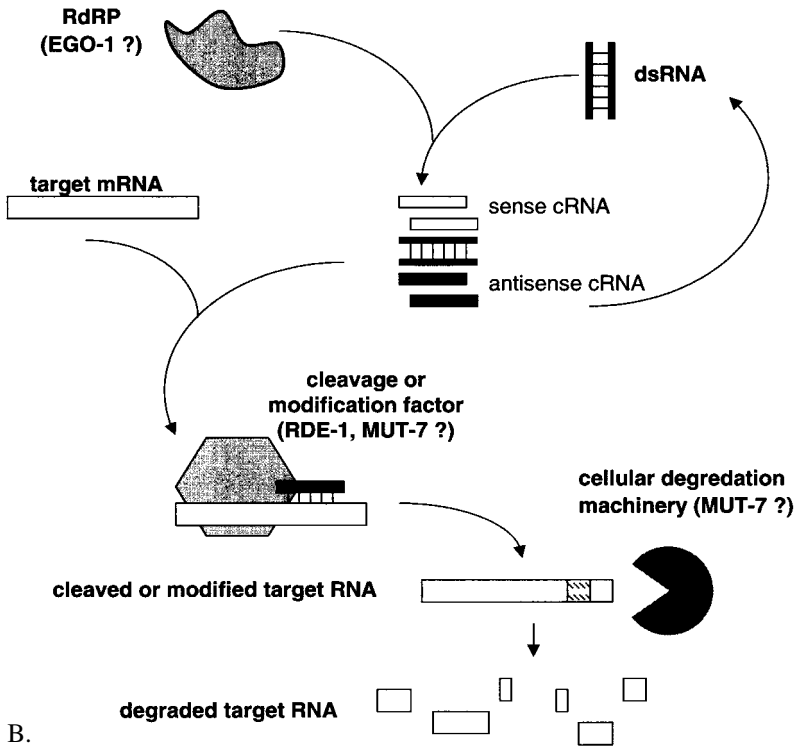 RdRP
(EGO-1 ?)
dsRNA
target mRNA
sense cRNA
antisense cRNA
cleavage or
modification factor
(RDE-1, MUT-7 ?)
cellular degredation
machinery (MUT-7 ?)
cleaved or modified target RNA
degraded target RNA
B.